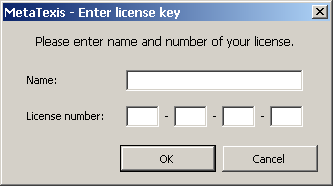 MetaTexis - Enter license key
Please enter name and number of your license.
Name:
License number: - - -
OK Cancel